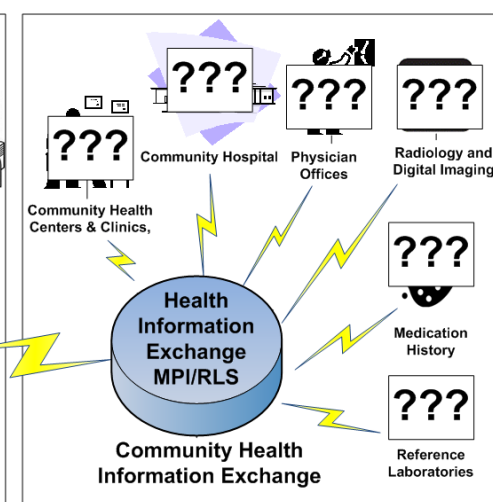 ???
???
???
???
Community Hospital
Physician
Offices
Radiology and
Digital Imaging
Community Health
Centers & Clinics,
???
Medication
History
Health
Information
Exchange
MPI/RLS
???
Reference
Laboratories
Community Health
Information Exchange